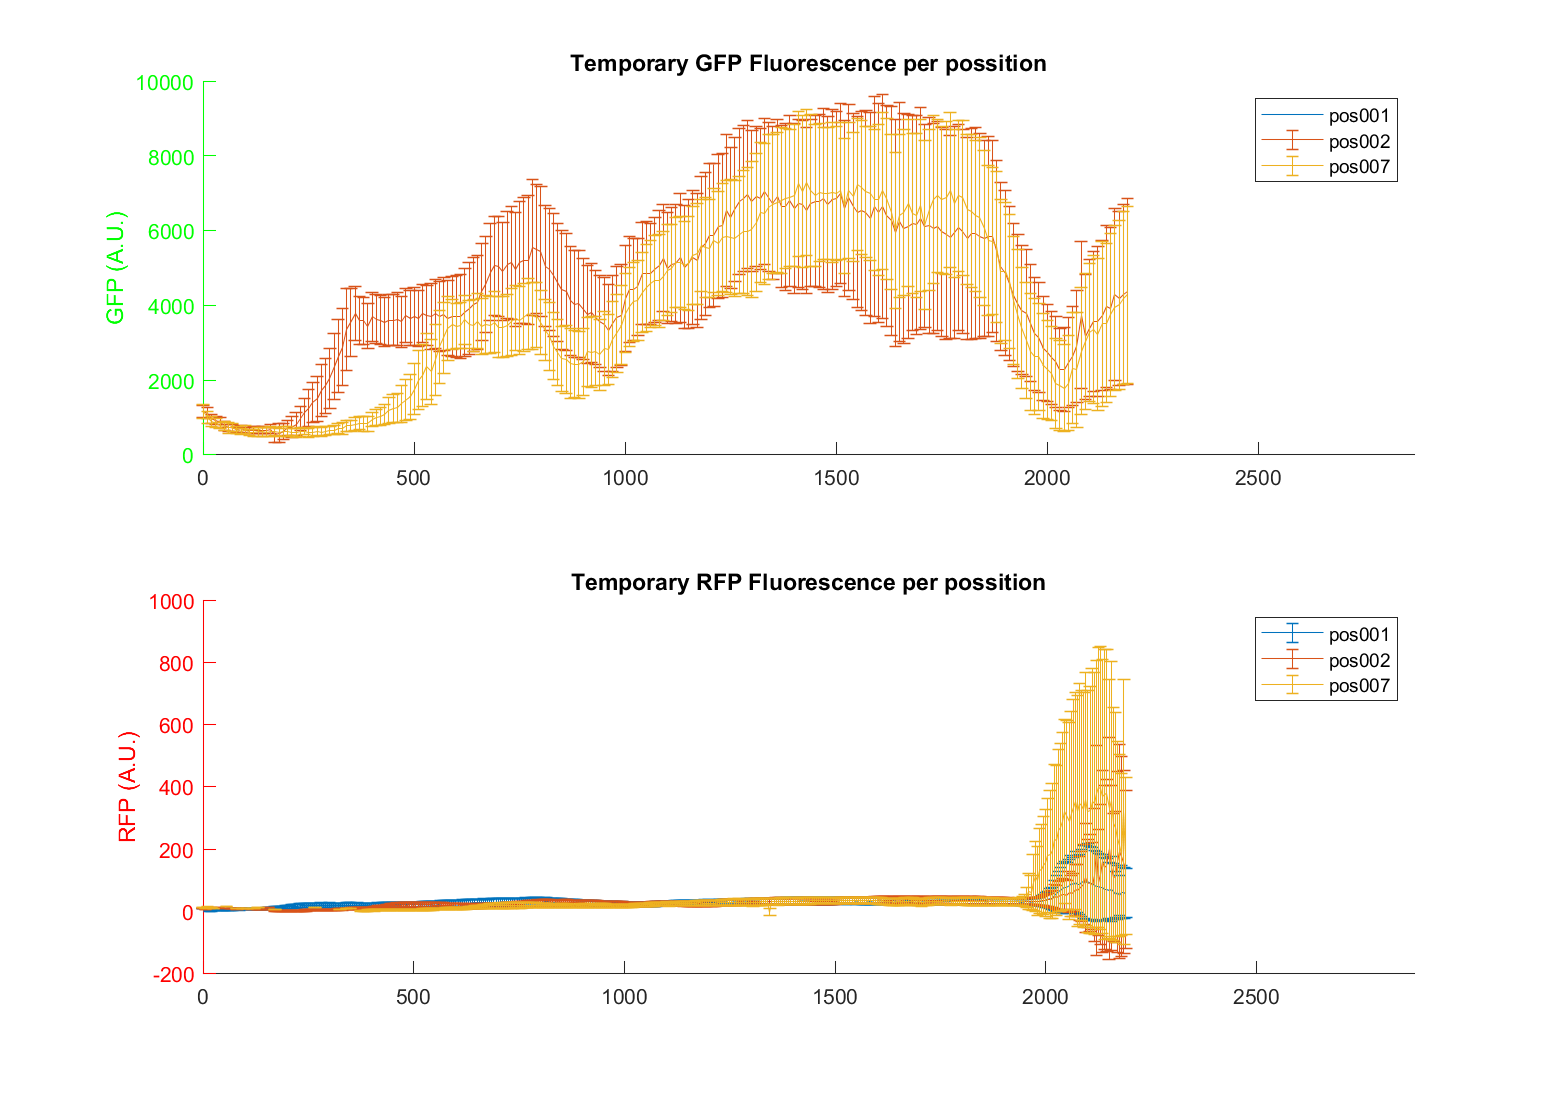 Temporary GFP Fluorescence per possition
GFP (A.U.)
10000
8000
6000
4000
2000
0
0 500 1000 1500 2000 2500
pos001
pos002
pos007
Temporary RFP Fluorescence per possition
RFP (A.U.)
1000
800
600
400
200
0
-200
0 500 1000 1500 2000 2500
pos001
pos002
pos007